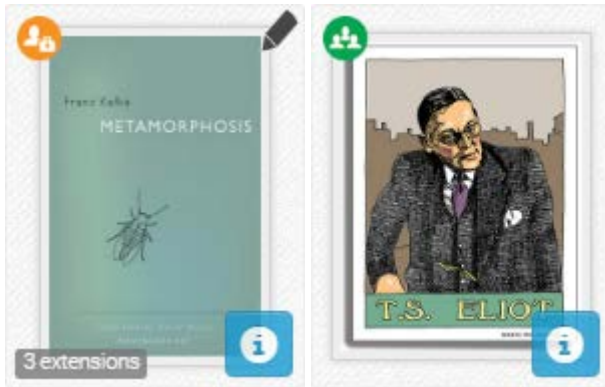 Franz Kafka
METAMORPHOSIS
3 extensions
i
T.S. ELIOT
i